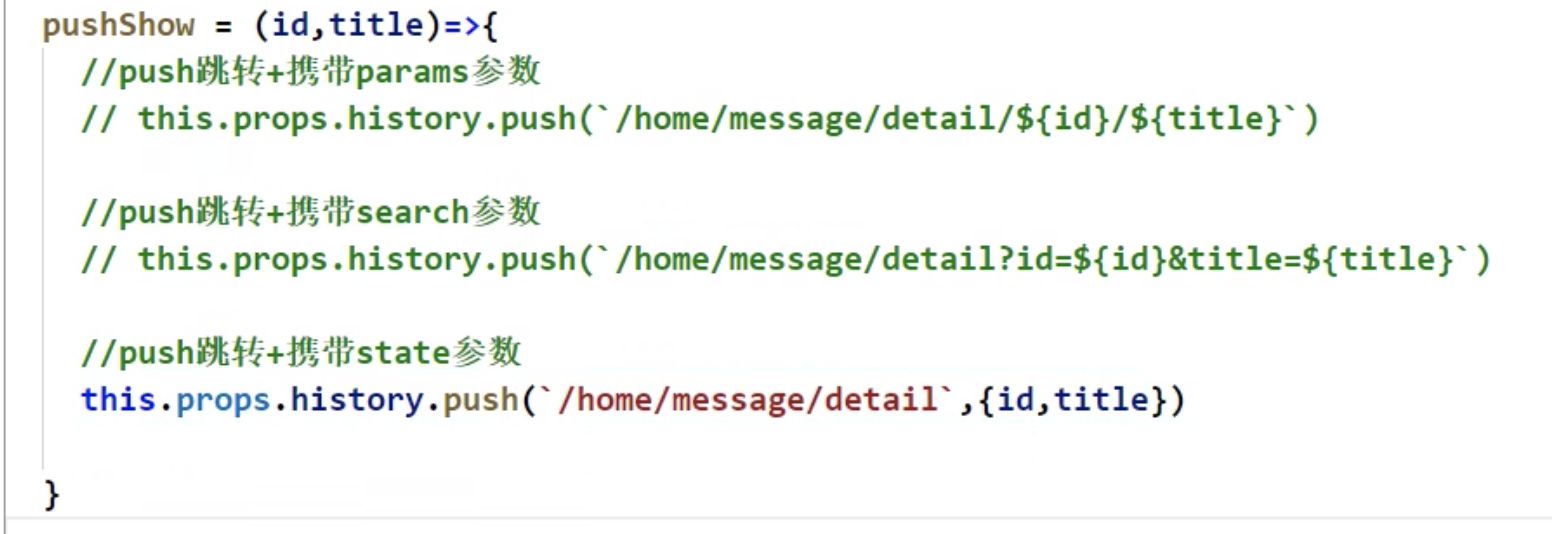 pushShow = (id,title)=>{
//push跳转+携带params参数
// this.props.history.push(`/home/message/detail/${id}/${title}`)
//push跳转+携带search参数
// this.props.history.push(`/home/message/detail?id=${id}&title=${title}`)
//push跳转+携带state参数
this.props.history.push(`/home/message/detail`,{id,title})
}